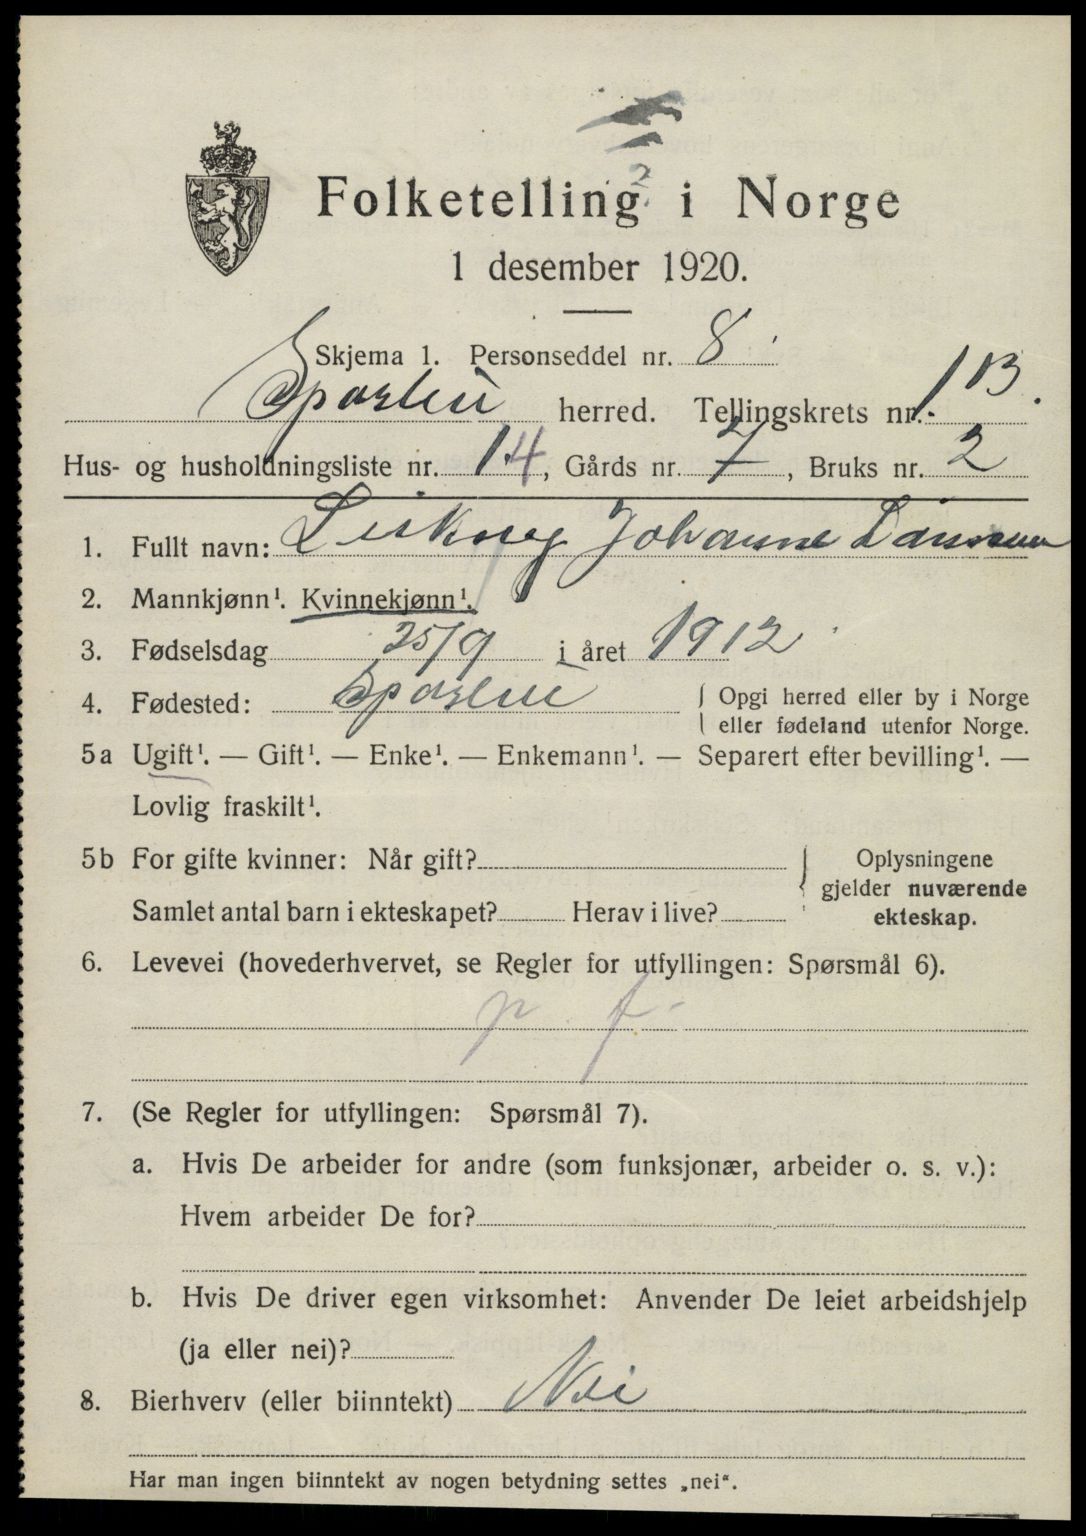 Folketelling i Norge
1 desember 1920.
Skjema 1. Personseddel nr. 8
herred. Tellingskrets nr. 1 B.
Hus- og husholdningsliste nr. 14, Gårds nr. 7, Bruks nr. 2
1. Fullt navn: Johanne
2. Mannkjønn¹. Kvinnekjønn¹.
3. Fødselsdag 25/9 i året 1912
4. Fødested: { Opgi herred eller by i Norge
eller fødeland utenfor Norge.
5a Ugift¹. — Gift¹. — Enke¹. — Enkemann¹. — Separert efter bevilling¹. —
Lovlig fraskilt¹.
5b For gifte kvinner: Når gift? } Oplysningene
gjelder nuværende
Samlet antal barn i ekteskapet? Herav i live? ekteskap.
6. Levevei (hovederhvervet, se Regler for utfyllingen: Spørsmål 6).
p. f.
7. (Se Regler for utfyllingen: Spørsmål 7).
a. Hvis De arbeider for andre (som funksjonær, arbeider o. s. v.):
Hvem arbeider De for?
b. Hvis De driver egen virksomhet: Anvender De leiet arbeidshjelp
(ja eller nei)?
8. Bierhverv (eller biinntekt) Nei
Har man ingen biinntekt av nogen betydning settes „nei“.